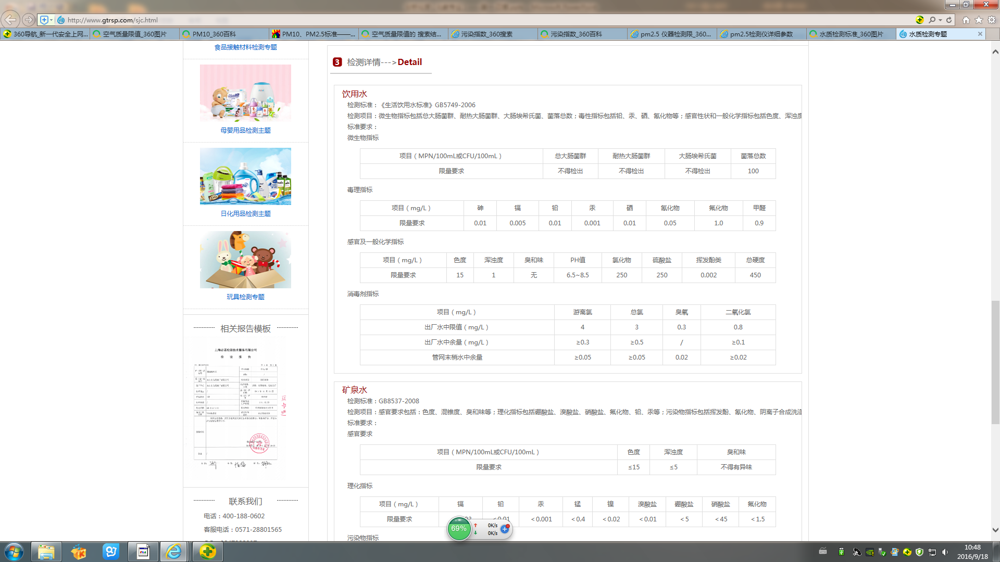 http://www.gtrsp.com/sjc.html
360导航_新一代安全上网...
空气质量限值_360图片
PM10_360百科
PM10、PM2.5标准——...
空气质量限值的 搜索结...
污染指数_360搜索
污染指数_360百科
pm2.5 仪器检测限_360...
pm2.5检测仪详细参数
水质检测标准_360图片
水质检测专题
食品接触材料检测专题
母婴用品检测主题
日化用品检测主题
玩具检测专题
相关报告模板
上海必诺检测技术服务有限公司
检 验 报 告
联系我们
电话：400-188-0602
客服电话：0571-28801565
3 检测详情--->Detail
饮用水
检测标准：《生活饮用水标准》GB5749-2006
检测项目：微生物指标包括总大肠菌群、耐热大肠菌群、大肠埃希氏菌、菌落总数；毒性指标包括铅、汞、硒、氰化物等；感官性状和一般化学指标包括色度、浑浊度
标准要求：
微生物指标
项目（MPN/100mL或CFU/100mL） 总大肠菌群 耐热大肠菌群 大肠埃希氏菌 菌落总数
限量要求 不得检出 不得检出 不得检出 100
毒理指标
项目（mg/L） 砷 镉 铅 汞 硒 氰化物 氟化物 甲醛
限量要求 0.01 0.005 0.01 0.001 0.01 0.05 1.0 0.9
感官及一般化学指标
项目（mg/L） 色度 浑浊度 臭和味 PH值 氯化物 硫酸盐 挥发酚类 总硬度
限量要求 15 1 无 6.5~8.5 250 250 0.002 450
消毒剂指标
项目（mg/L） 游离氯 总氯 臭氧 二氧化氯
出厂水中限值（mg/L） 4 3 0.3 0.8
出厂水中余量（mg/L） ≥0.3 ≥0.5 / ≥0.1
管网末梢水中余量 ≥0.05 ≥0.05 0.02 ≥0.02
矿泉水
检测标准：GB8537-2008
检测项目：感官要求包括：色度、混锥度、臭和味等；理化指标包括硼酸盐、溴酸盐、硝酸盐、氟化物、铅、汞等；污染物指标包括挥发酚、氰化物、阴离子合成洗涤
标准要求：
感官要求
项目（MPN/100mL或CFU/100mL） 色度 浑浊度 臭和味
限量要求 ≤15 ≤5 不得有异味
理化指标
项目（mg/L） 镉 铅 汞 锰 镍 溴酸盐 硼酸盐 硝酸盐 氟化物
限量要求 ＜0.001 ＜0.4 ＜0.02 ＜0.01 ＜5 ＜45 ＜1.5
污染物指标
69%
0K/s
0K/s
10:48
2016/9/18